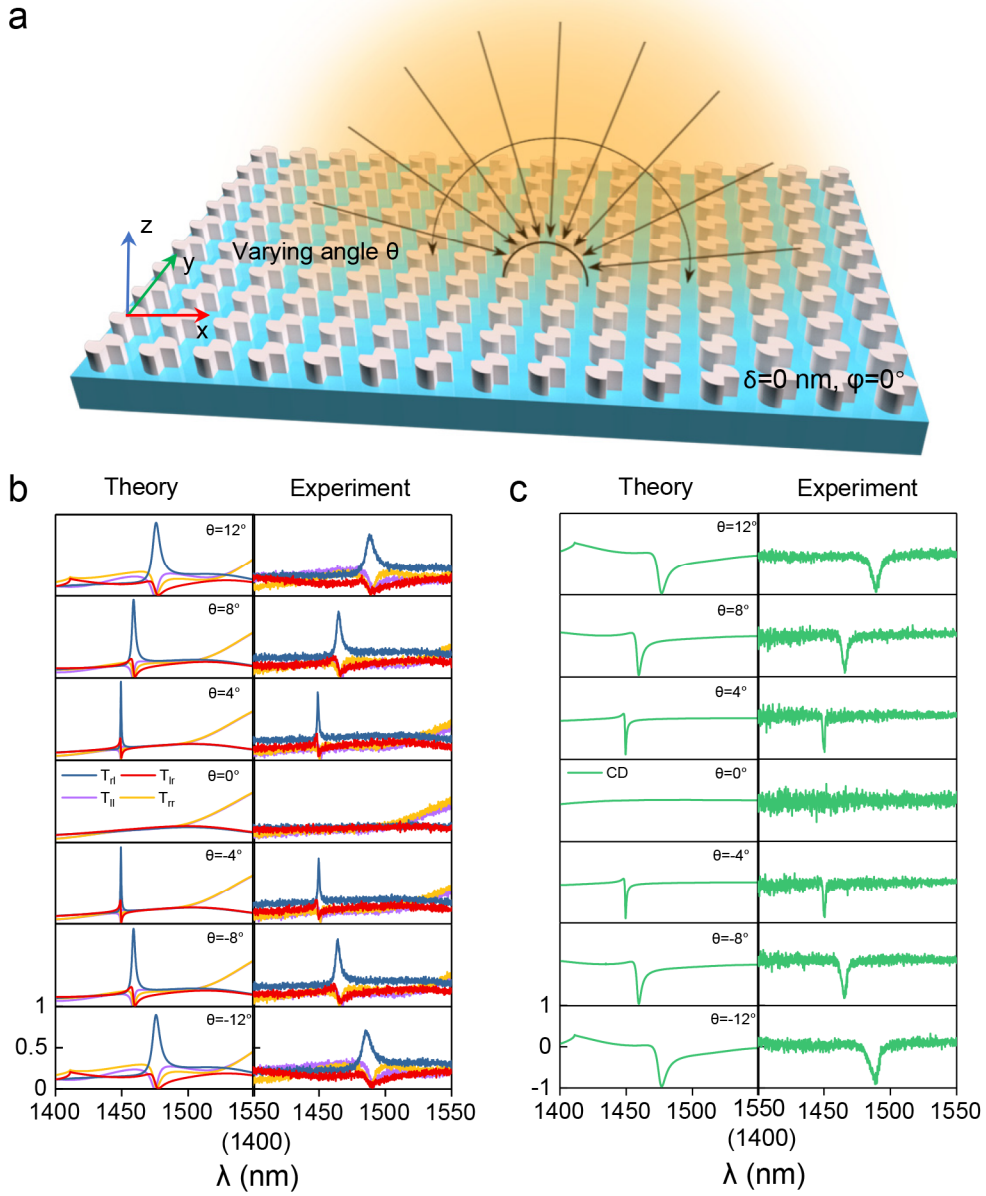 a
z
y
x
Varying angle θ
δ=0 nm, φ=0°
b
Theory
Experiment
θ=12°
θ=8°
θ=4°
θ=0°
T_rl
T_lr
T_ll
T_rr
θ=-4°
θ=-8°
θ=-12°
1
0.5
0
1400
1450
1500
1550
(1400)
1450
1500
1550
λ (nm)
c
Theory
Experiment
θ=12°
θ=8°
θ=4°
θ=0°
CD
θ=-4°
θ=-8°
θ=-12°
1
0
-1
1400
1450
1500
1550
(1400)
1450
1500
1550
λ (nm)